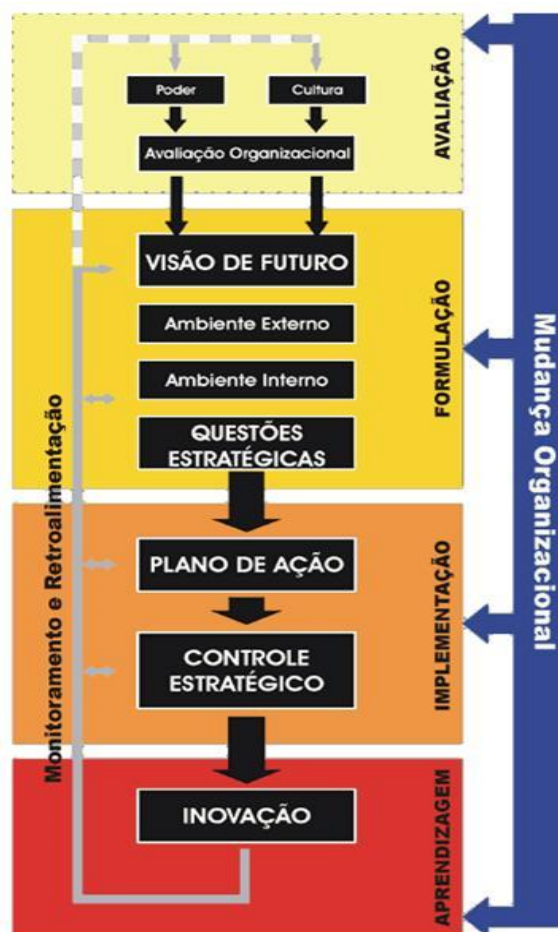 Poder
Cultura
Avaliação Organizacional
AVALIAÇÃO
VISÃO DE FUTURO
Ambiente Externo
Ambiente Interno
QUESTÕES
ESTRATÉGICAS
FORMULAÇÃO
PLANO DE AÇÃO
CONTROLE
ESTRATÉGICO
IMPLEMENTAÇÃO
INOVAÇÃO
APRENDIZAGEM
Monitoramento e Retroalimentação
Mudança Organizacional